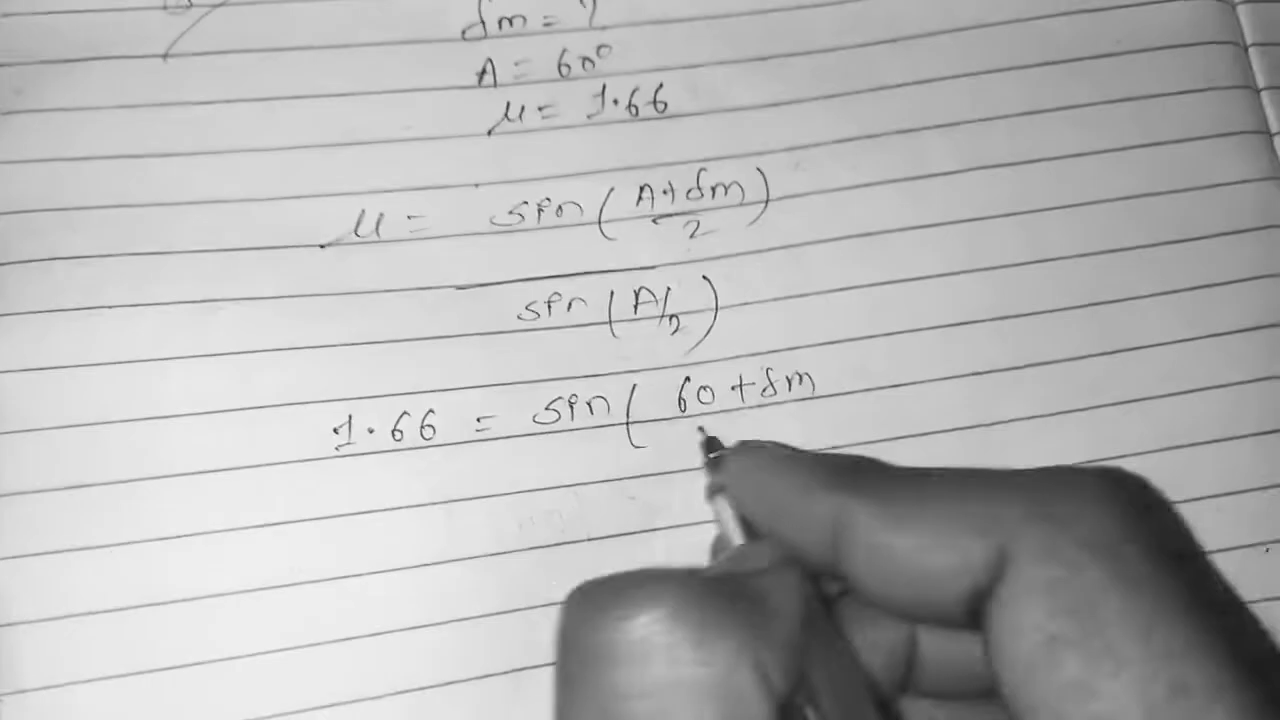 δm = ?
A = 60°
μ = 1.66
μ = sin(A+δm/2)
sin(A/2)
1.66 = sin( 60+δm